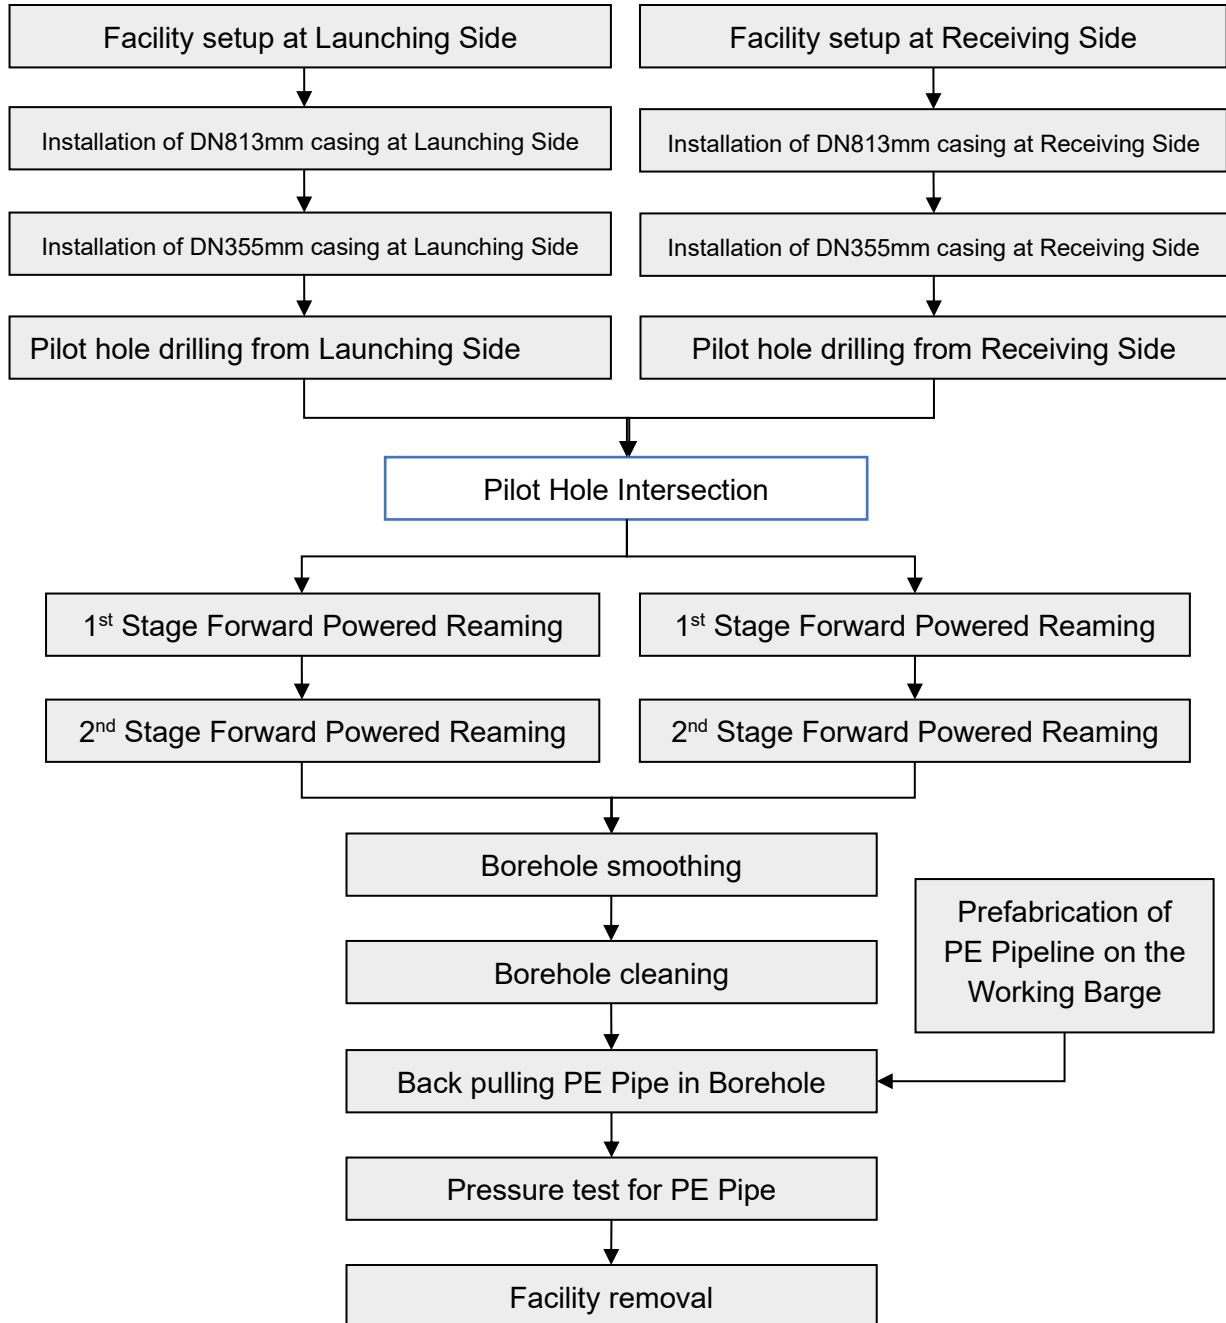 Facility setup at Launching Side
Facility setup at Receiving Side
Installation of DN813mm casing at Launching Side
Installation of DN813mm casing at Receiving Side
Installation of DN355mm casing at Launching Side
Installation of DN355mm casing at Receiving Side
Pilot hole drilling from Launching Side
Pilot hole drilling from Receiving Side
Pilot Hole Intersection
1st Stage Forward Powered Reaming
1st Stage Forward Powered Reaming
2nd Stage Forward Powered Reaming
2nd Stage Forward Powered Reaming
Borehole smoothing
Prefabrication of
PE Pipeline on the
Working Barge
Borehole cleaning
Back pulling PE Pipe in Borehole
Pressure test for PE Pipe
Facility removal